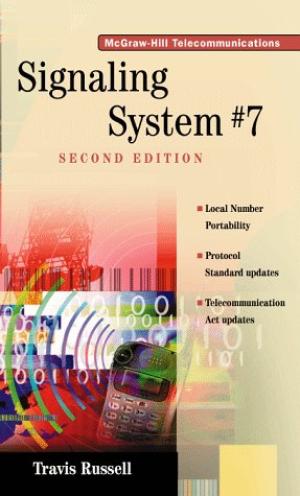 McGraw-Hill Telecommunications
Signaling
System #7
SECOND EDITION
Local Number
Portability
Protocol
Standard updates
Telecommunication
Act updates
Travis Russell